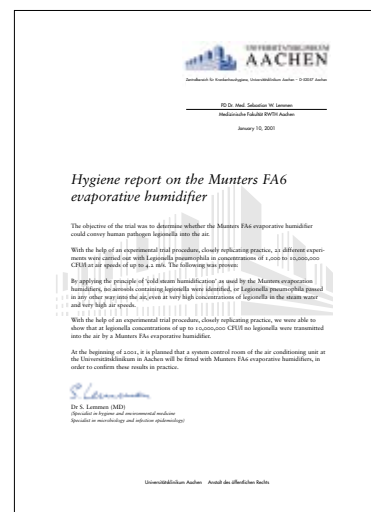 UNIVERSITÄTSKLINIKUM
AACHEN
Zentralbereich für Krankenhaushygiene, Universitätsklinikum Aachen – D-52057 Aachen
PD Dr. Med. Sebastian W. Lemmen
Medizinische Fakultät RWTH Aachen
January 10, 2001
Hygiene report on the Munters FA6
evaporative humidifier
The objective of the trial was to determine whether the Munters FA6 evaporative humidifier
could convey human pathogen legionella into the air.
With the help of an experimental trial procedure, closely replicating practice, 21 different experi-
ments were carried out with Legionella pneumophila in concentrations of 1,000 to 10,000,000
CFU/l at air speeds of up to 4.2 m/s. The following was proven:
By applying the principle of 'cold steam humidification' as used by the Munters evaporation
humidifiers, no aerosols containing legionella were identified, or Legionella pneumophila passed
in any other way into the air, even at very high concentrations of legionella in the steam water
and very high air speeds.
With the help of an experimental trial procedure, closely replicating practice, we were able to
show that at legionella concentrations of up to 10,000,000 CFU/l no legionella were transmitted
into the air by a Munters FA6 evaporative humidifier.
At the beginning of 2001, it is planned that a system control room of the air conditioning unit at
the Universitätsklinikum in Aachen will be fitted with Munters FA6 evaporative humidifiers, in
order to confirm these results in practice.
S. Lemmen
Dr S. Lemmen (MD)
(Specialist in hygiene and environmental medicine
Specialist in microbiology and infection epidemiology)
Universitätsklinikum Aachen Anstalt des öffentlichen Rechts